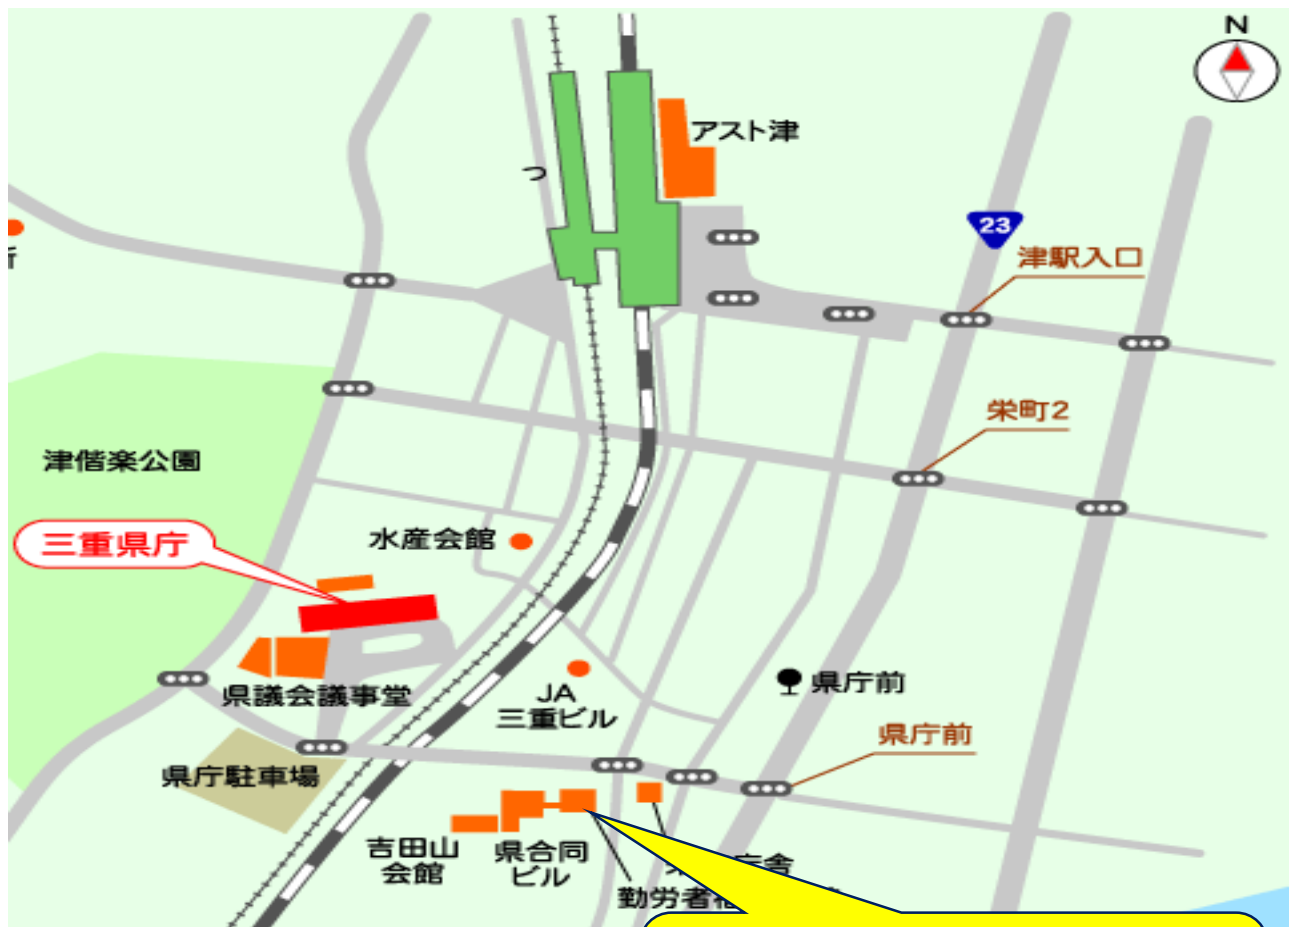 N
アスト津
つ
23
津駅入口
栄町2
津偕楽公園
水産会館
三重県庁
県議会議事堂
JA
三重ビル
県庁前
県庁前
県庁駐車場
吉田山
会館
県合同
ビル
庁舎
勤労者福